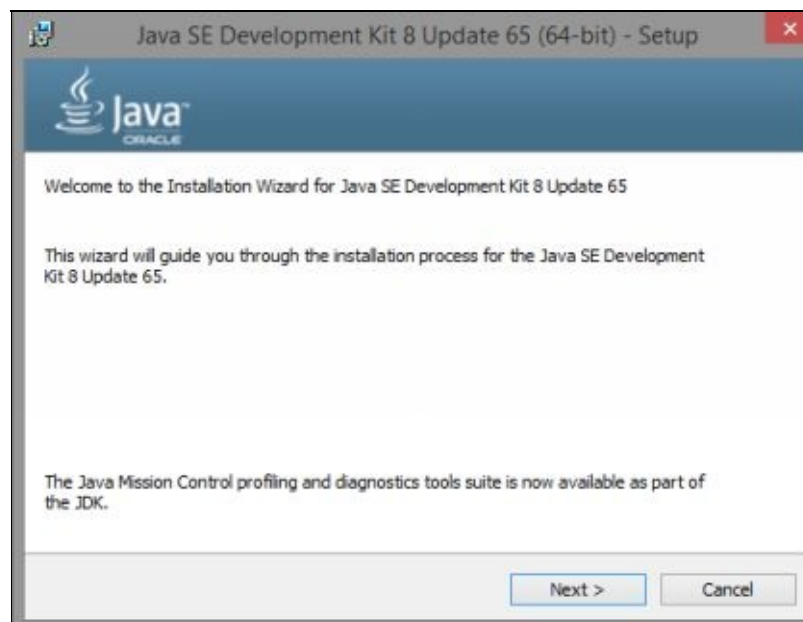 Java SE Development Kit 8 Update 65 (64-bit) - Setup
Java™
ORACLE
Welcome to the Installation Wizard for Java SE Development Kit 8 Update 65
This wizard will guide you through the installation process for the Java SE Development
Kit 8 Update 65.
The Java Mission Control profiling and diagnostics tools suite is now available as part of
the JDK.
Next >
Cancel